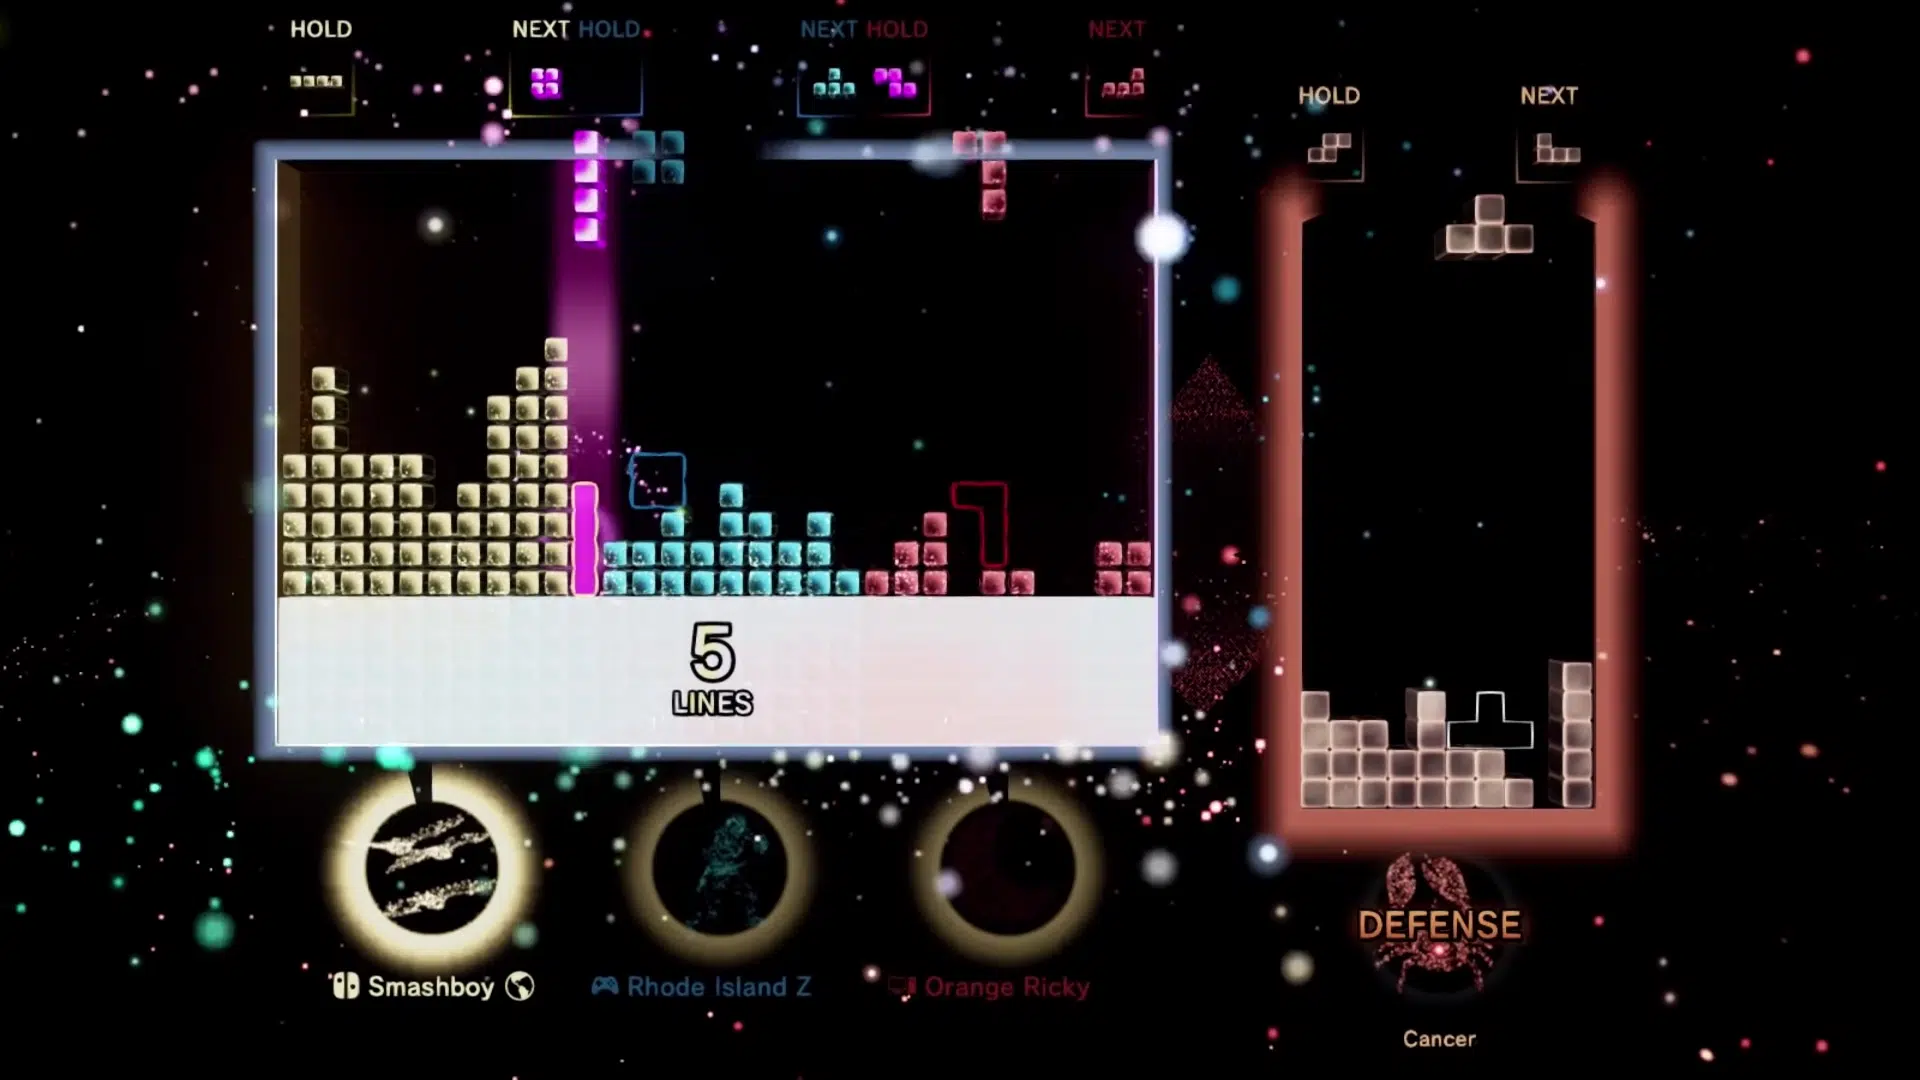 HOLD NEXT HOLD NEXT HOLD NEXT
HOLD NEXT
5
LINES
DEFENSE
Smashboy Rhode Island Z Orange Ricky
Cancer